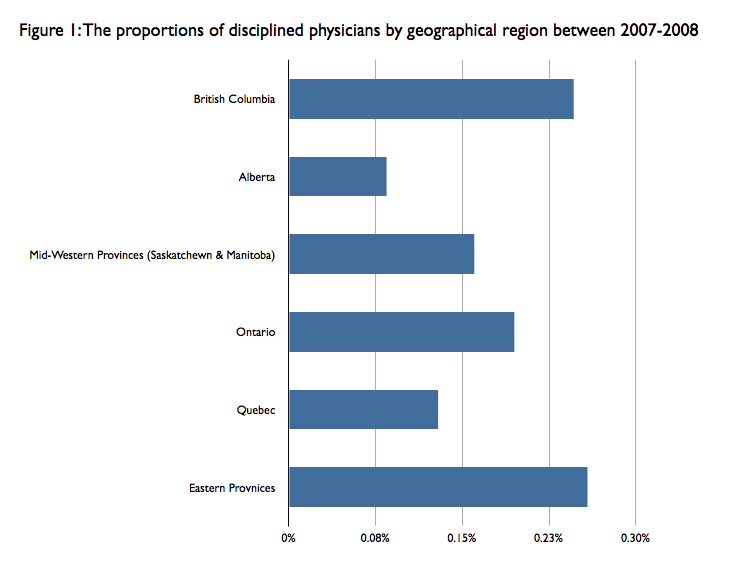 Figure 1: The proportions of disciplined physicians by geographical region between 2007-2008
British Columbia
Alberta
Mid-Western Provinces (Saskatchewn & Manitoba)
Ontario
Quebec
Eastern Provnices
0% 0.08% 0.15% 0.23% 0.30%